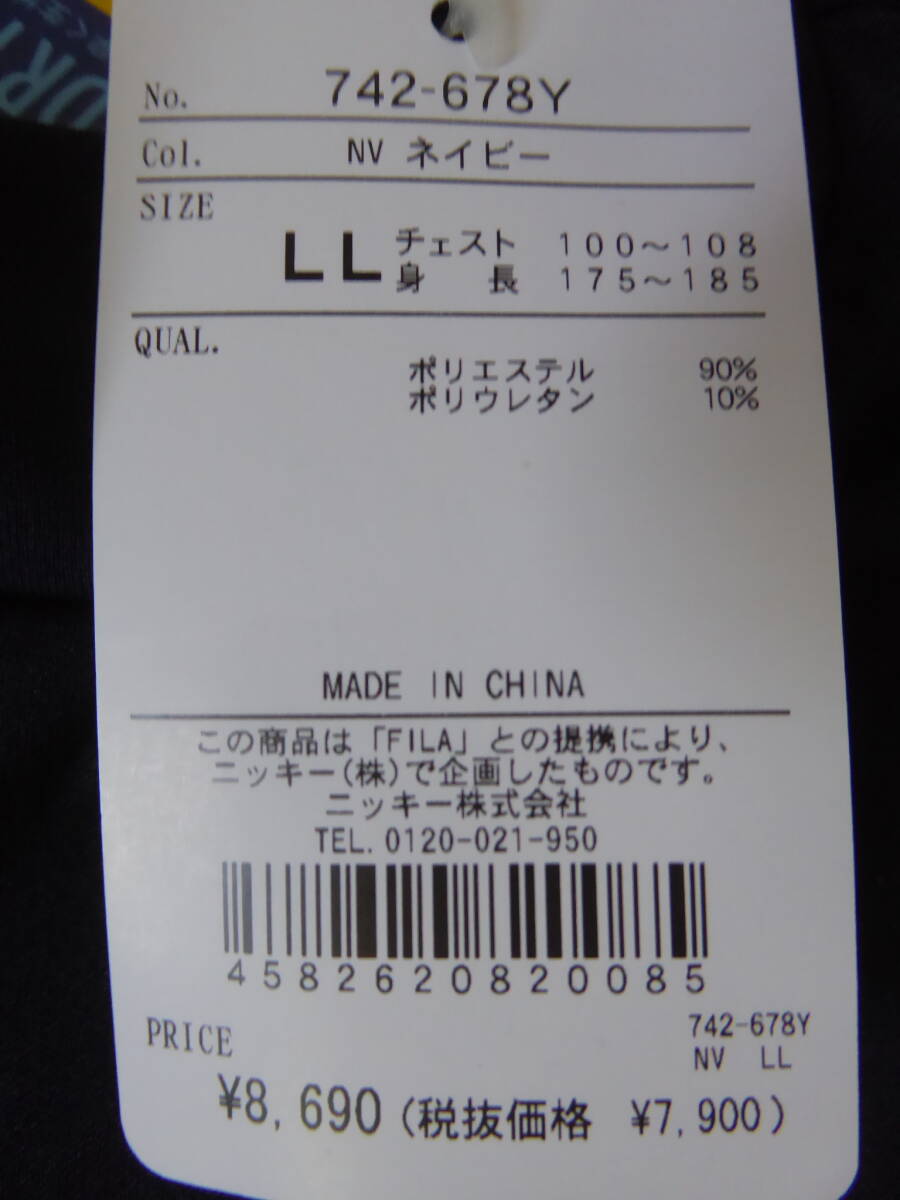 No. 742-678Y
Col. NV ネイビー
SIZE
LL チェスト 100～108
身長 175～185
QUAL.
ポリエステル 90%
ポリウレタン 10%
MADE IN CHINA
この商品は「FILA」との提携により、
ニッキー(株)で企画したものです。
ニッキー株式会社
TEL. 0120-021-950
4582620820085
PRICE
742-678Y
NV LL
¥8,690 (税抜価格 ¥7,900)